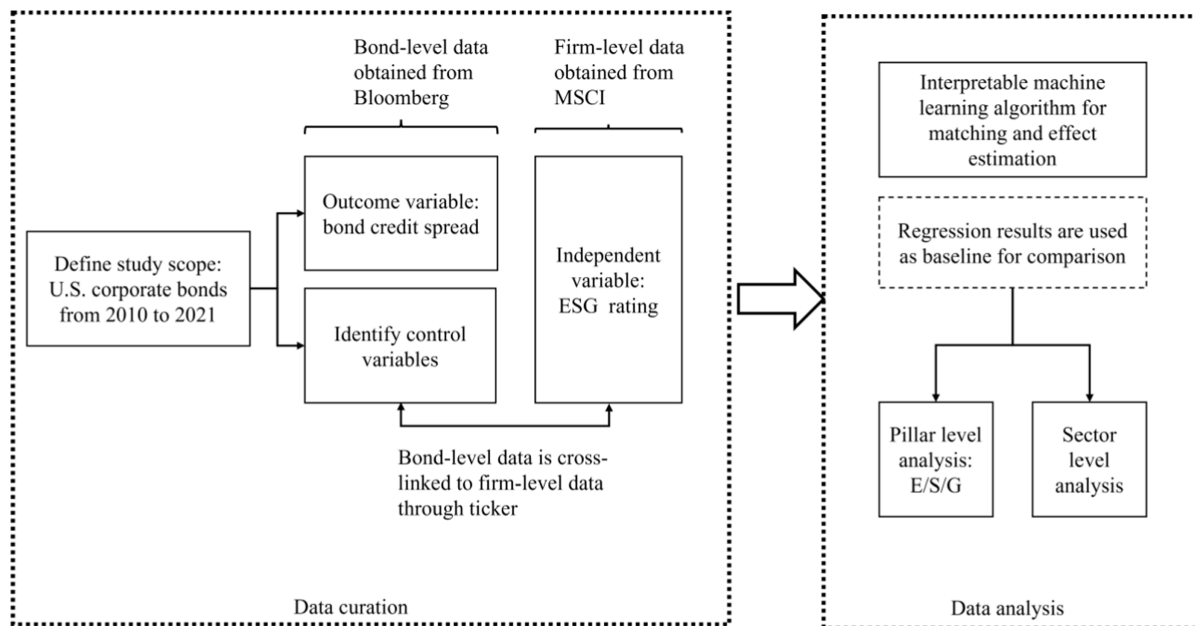 Bond-level data
obtained from
Bloomberg
Firm-level data
obtained from
MSCI
Define study scope:
U.S. corporate bonds
from 2010 to 2021
Outcome variable:
bond credit spread
Identify control
variables
Independent
variable:
ESG rating
Bond-level data is cross-
linked to firm-level data
through ticker
Data curation
Interpretable machine
learning algorithm for
matching and effect
estimation
Regression results are used
as baseline for comparison
Pillar level
analysis:
E/S/G
Sector
level
analysis
Data analysis